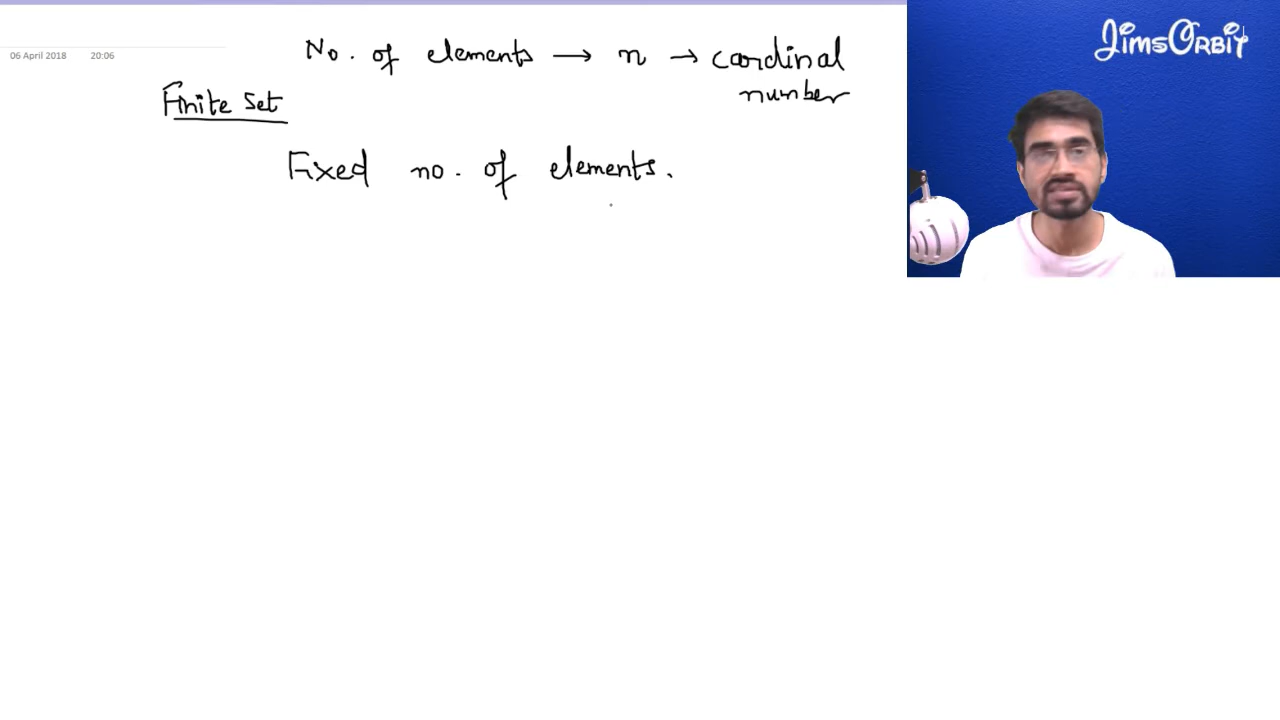 06 April 2018 20:06
No. of elements → n → cardinal
number
Finite Set
Fixed no. of elements.
JimsOrbit